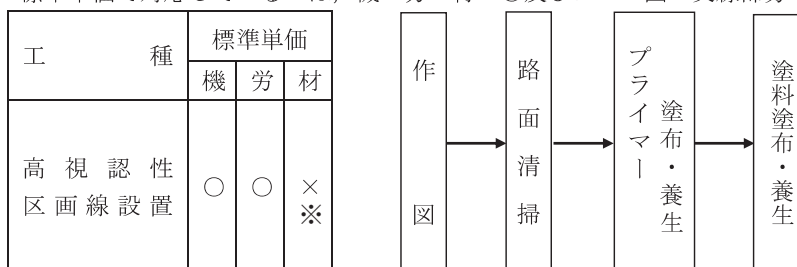 工種
標準単価
機 労 材
高視認性
区画線設置
○ ○ ×
※
作図
路面清掃
プライマー
塗布・養生
塗料塗布・養生